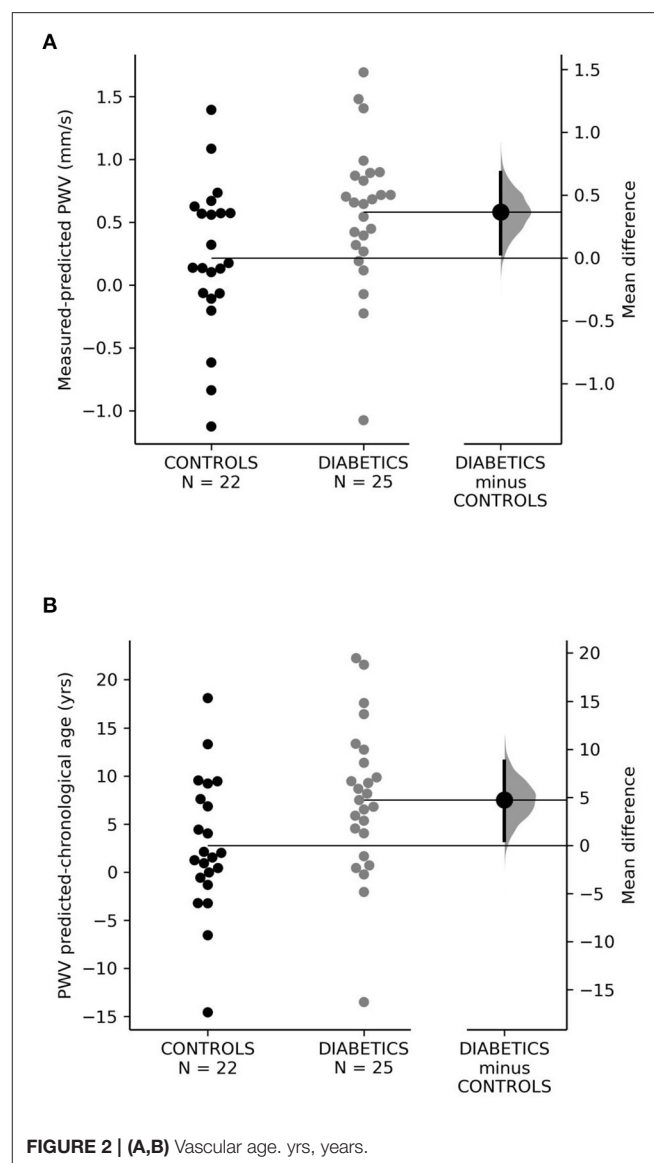 A
Measured-predicted PWV (mm/s)
1.5
1.0
0.5
0.0
−0.5
−1.0
CONTROLS
N = 22
DIABETICS
N = 25
DIABETICS
minus
CONTROLS
1.5
1.0
0.5
0.0
−0.5
−1.0
Mean difference
B
PWV predicted-chronological age (yrs)
20
15
10
5
0
−5
−10
−15
CONTROLS
N = 22
DIABETICS
N = 25
DIABETICS
minus
CONTROLS
20
15
10
5
0
−5
−10
−15
Mean difference
FIGURE 2 | (A,B) Vascular age. yrs, years.